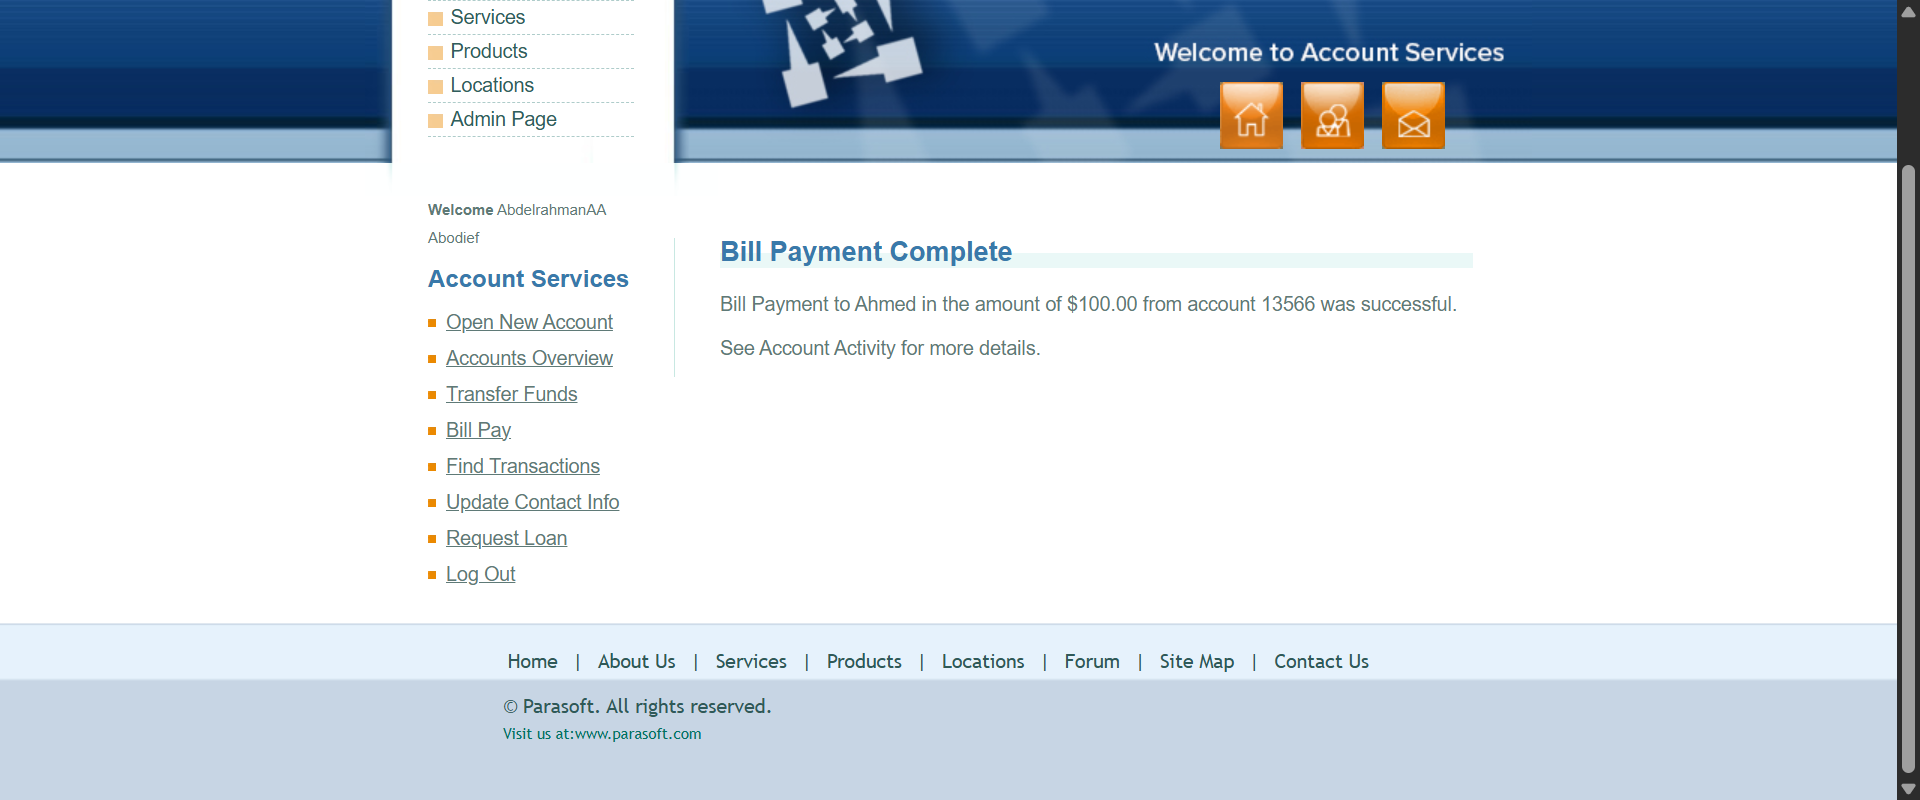 Services
Products
Locations
Admin Page
Welcome to Account Services
Welcome AbdelrahmanAA
Abodief
Account Services
Open New Account
Accounts Overview
Transfer Funds
Bill Pay
Find Transactions
Update Contact Info
Request Loan
Log Out
Bill Payment Complete
Bill Payment to Ahmed in the amount of $100.00 from account 13566 was successful.
See Account Activity for more details.
Home | About Us | Services | Products | Locations | Forum | Site Map | Contact Us
© Parasoft. All rights reserved.
Visit us at:www.parasoft.com